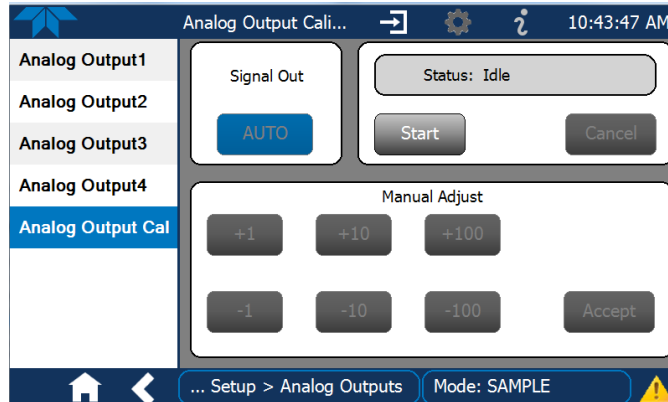 Analog Output Cali...
10:43:47 AM
Analog Output1
Analog Output2
Analog Output3
Analog Output4
Analog Output Cal
Signal Out
AUTO
Status: Idle
Start
Cancel
Manual Adjust
+1
+10
+100
-1
-10
-100
Accept
... Setup > Analog Outputs
Mode: SAMPLE